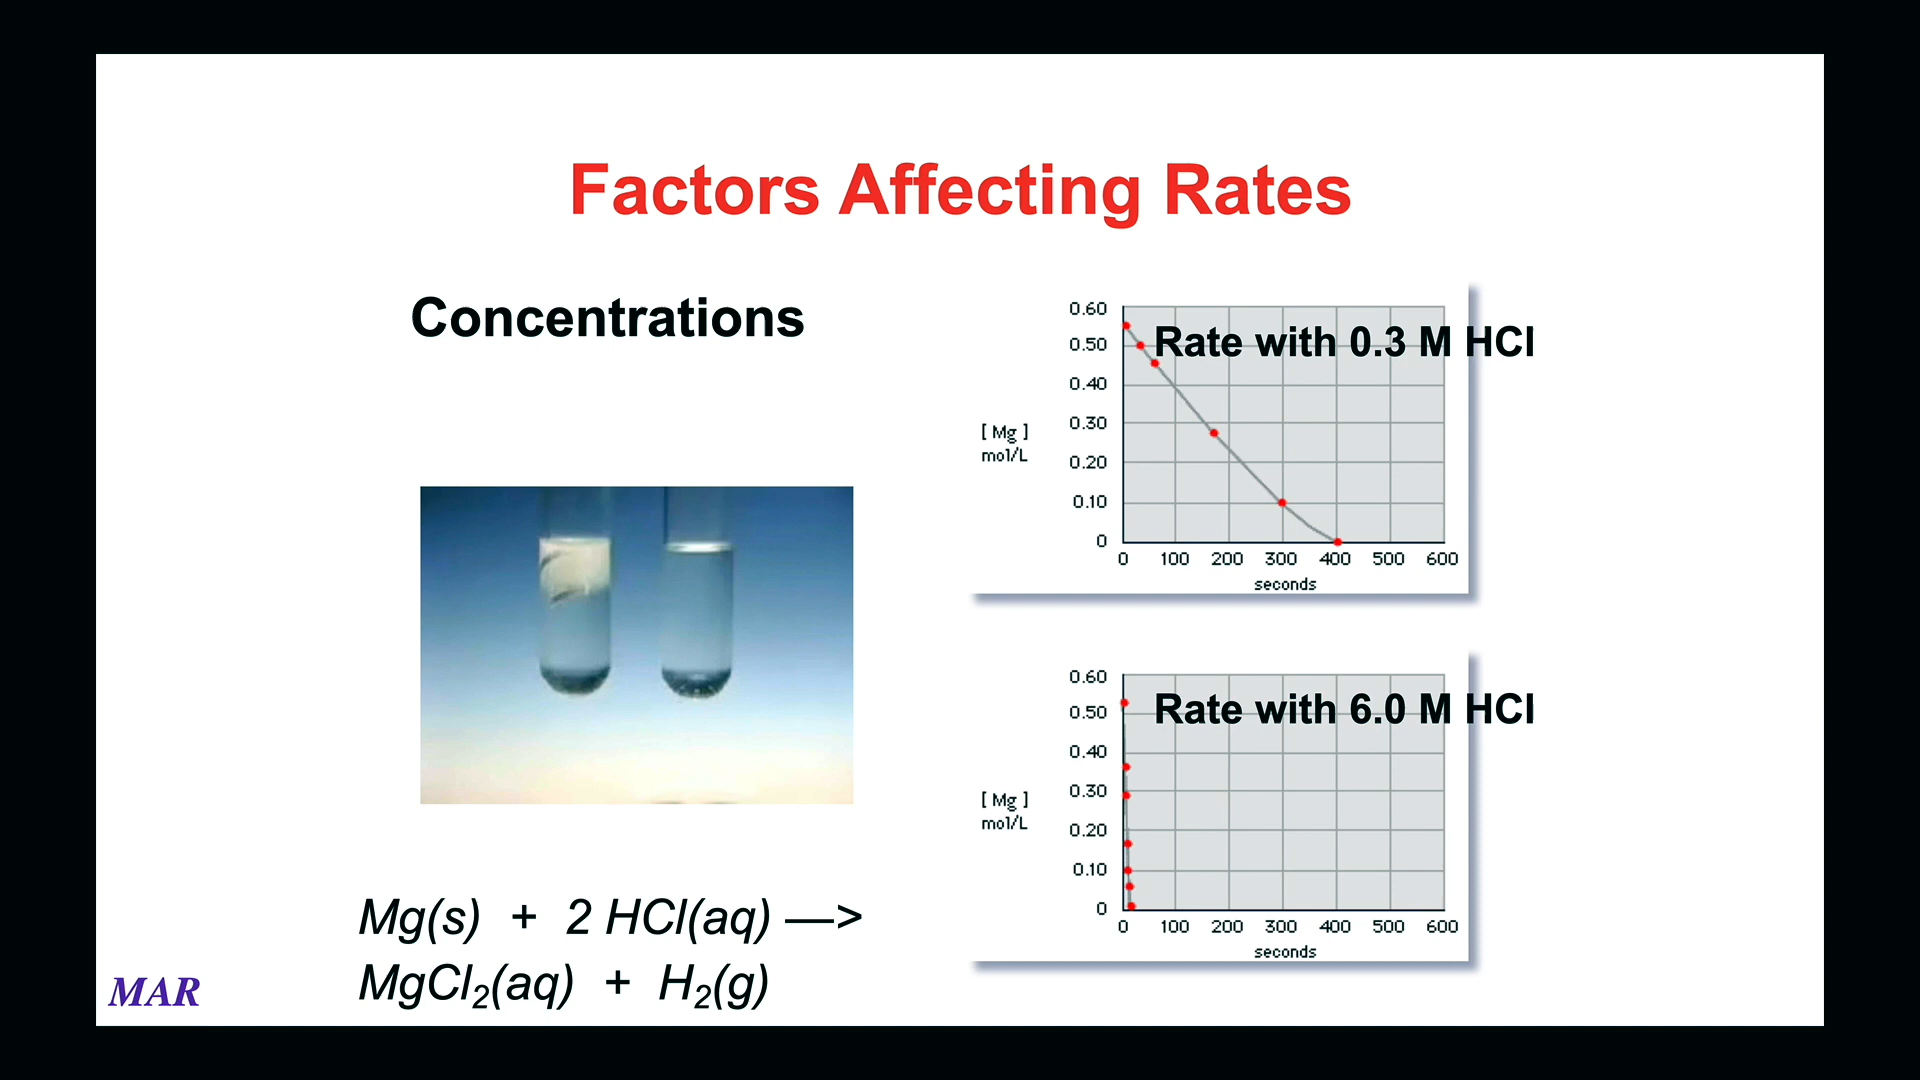 Factors Affecting Rates
Concentrations
Rate with 0.3 M HCl
0.60
0.50
0.40
0.30
0.20
0.10
0
[ Mg ]
mol/L
0 100 200 300 400 500 600
seconds
Rate with 6.0 M HCl
0.60
0.50
0.40
0.30
0.20
0.10
0
[ Mg ]
mol/L
0 100 200 300 400 500 600
seconds
Mg(s) + 2 HCl(aq) —>
MgCl₂(aq) + H₂(g)
MAR